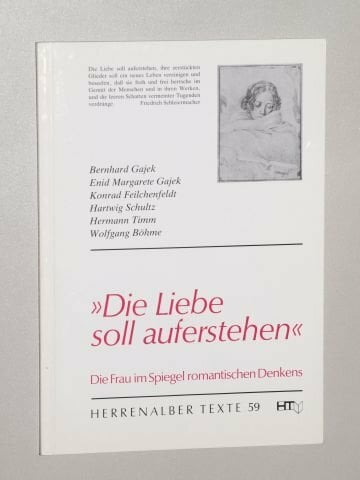 Die Liebe soll auferstehen, ihre zerstückten
Glieder soll ein neues Leben vereinigen und
beseelen, daß sie froh und frei herrsche im
Gemüt der Menschen und in ihren Werken,
und die leeren Schatten vermeinter Tugenden
verdränge. Friedrich Schleiermacher
Bernhard Gajek
Enid Margarete Gajek
Konrad Feilchenfeldt
Hartwig Schultz
Hermann Timm
Wolfgang Böhme
»Die Liebe
soll auferstehen«
Die Frau im Spiegel romantischen Denkens
HERRENALBER TEXTE 59 HT